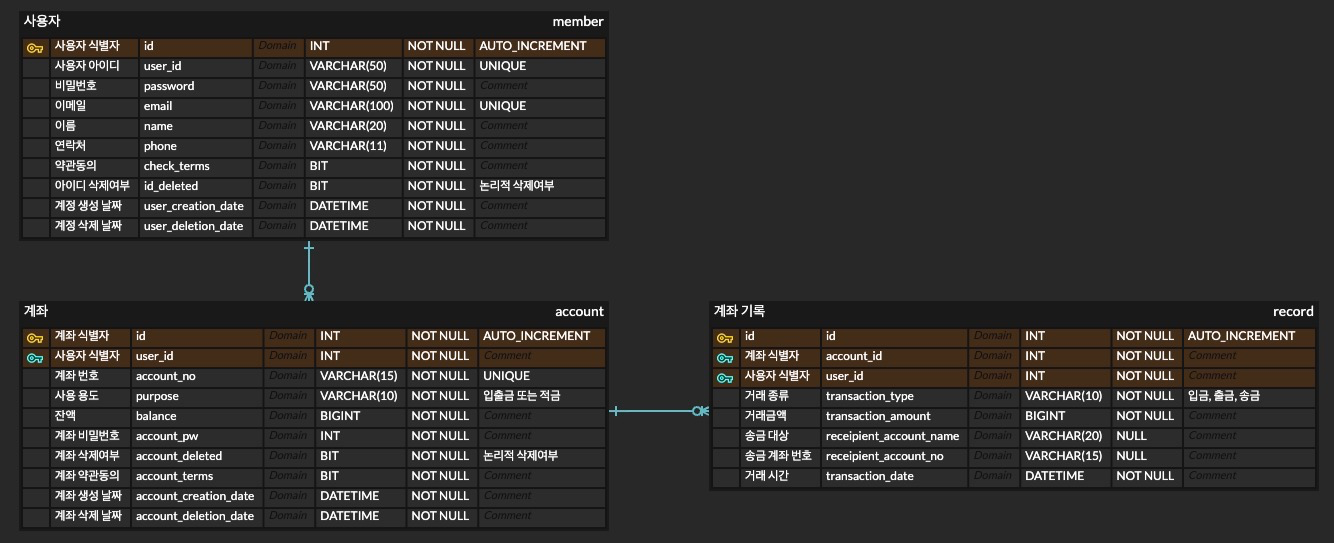 사용자 member
사용자 식별자 id Domain INT NOT NULL AUTO_INCREMENT
사용자 아이디 user_id Domain VARCHAR(50) NOT NULL UNIQUE
비밀번호 password Domain VARCHAR(50) NOT NULL Comment
이메일 email Domain VARCHAR(100) NOT NULL UNIQUE
이름 name Domain VARCHAR(20) NOT NULL Comment
연락처 phone Domain VARCHAR(11) NOT NULL Comment
약관동의 check_terms Domain BIT NOT NULL Comment
아이디 삭제여부 id_deleted Domain BIT NOT NULL 논리적 삭제여부
계정 생성 날짜 user_creation_date Domain DATETIME NOT NULL Comment
계정 삭제 날짜 user_deletion_date Domain DATETIME NOT NULL Comment
계좌 account
계좌 식별자 id Domain INT NOT NULL AUTO_INCREMENT
사용자 식별자 user_id Domain INT NOT NULL Comment
계좌 번호 account_no Domain VARCHAR(15) NOT NULL UNIQUE
사용 용도 purpose Domain VARCHAR(10) NOT NULL 입출금 또는 적금
잔액 balance Domain BIGINT NOT NULL Comment
계좌 비밀번호 account_pw Domain INT NOT NULL Comment
계좌 삭제여부 account_deleted Domain BIT NOT NULL 논리적 삭제여부
계좌 약관동의 account_terms Domain BIT NOT NULL Comment
계좌 생성 날짜 account_creation_date Domain DATETIME NOT NULL Comment
계좌 삭제 날짜 account_deletion_date Domain DATETIME NOT NULL Comment
계좌 기록 record
id id Domain INT NOT NULL AUTO_INCREMENT
계좌 식별자 account_id Domain INT NOT NULL Comment
사용자 식별자 user_id Domain INT NOT NULL Comment
거래 종류 transaction_type Domain VARCHAR(10) NOT NULL 입금, 출금, 송금
거래금액 transaction_amount Domain BIGINT NOT NULL Comment
송금 대상 receipient_account_name Domain VARCHAR(20) NULL Comment
송금 계좌 번호 receipient_account_no Domain VARCHAR(15) NULL Comment
거래 시간 transaction_date Domain DATETIME NOT NULL Comment